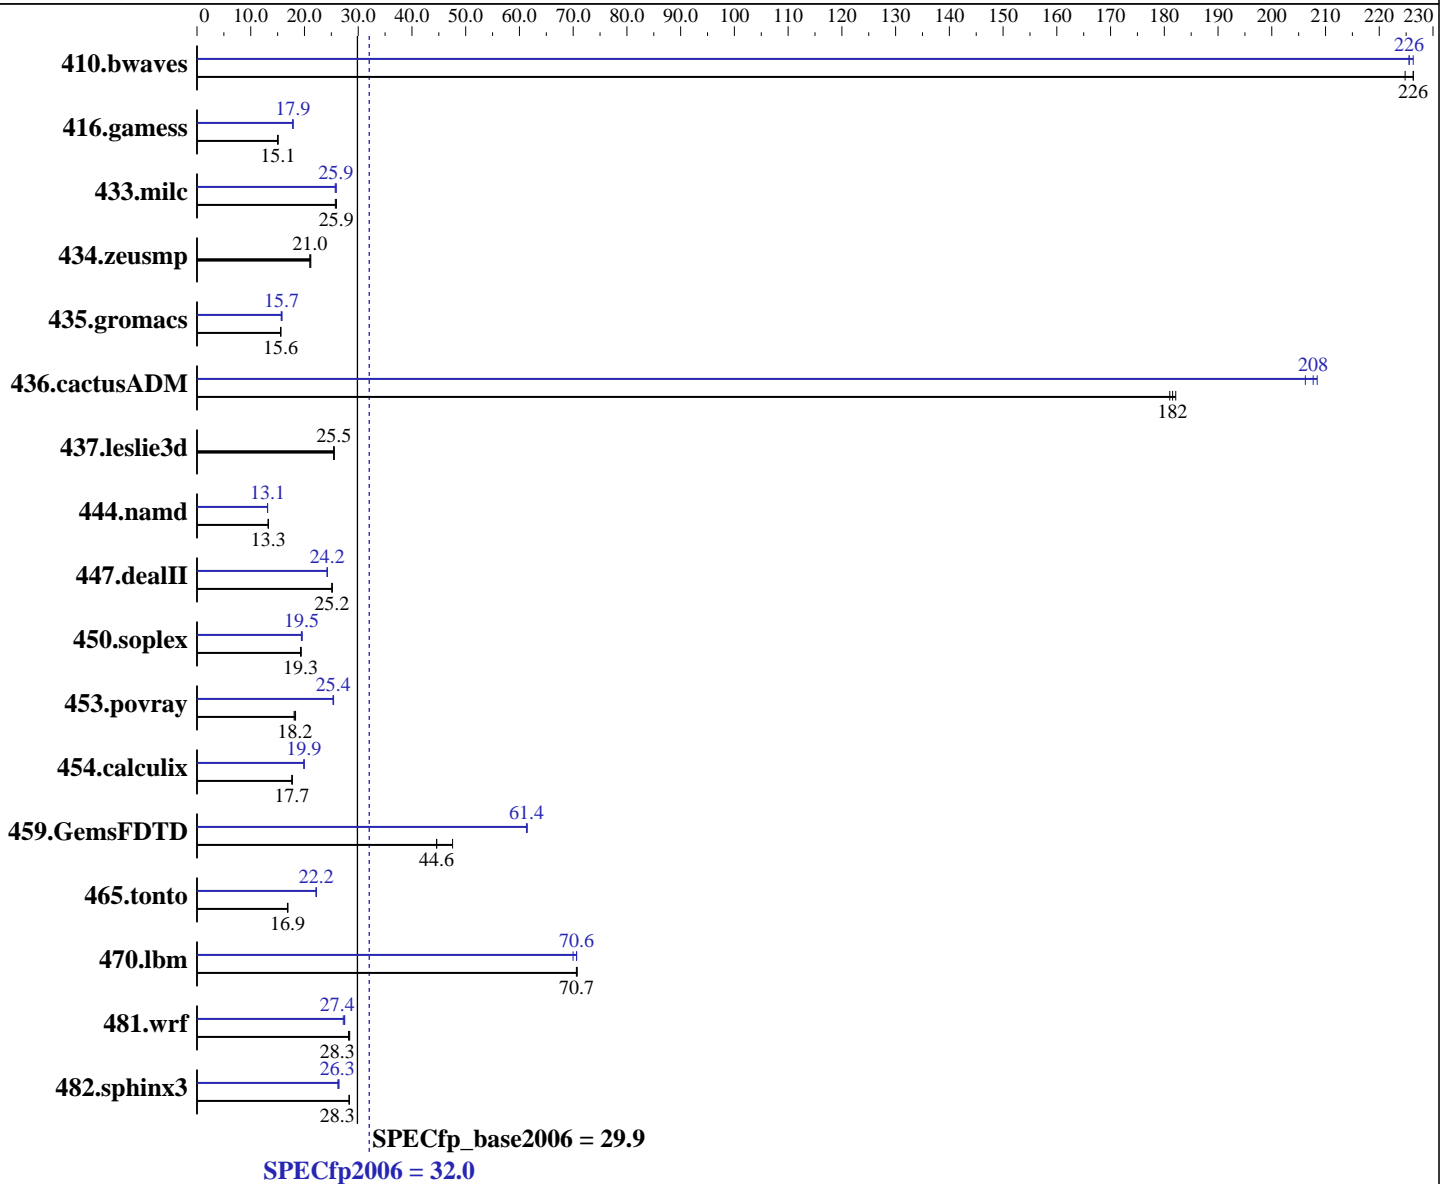 0 10.0 20.0 30.0 40.0 50.0 60.0 70.0 80.0 90.0 100 110 120 130 140 150 160 170 180 190 200 210 220 230
226
410.bwaves
226
17.9
416.gamess
15.1
25.9
433.milc
25.9
21.0
434.zeusmp
15.7
435.gromacs
15.6
208
436.cactusADM
182
25.5
437.leslie3d
13.1
444.namd
13.3
24.2
447.dealII
25.2
19.5
450.soplex
19.3
25.4
453.povray
18.2
19.9
454.calculix
17.7
61.4
459.GemsFDTD
44.6
22.2
465.tonto
16.9
70.6
470.lbm
70.7
27.4
481.wrf
28.3
26.3
482.sphinx3
28.3
SPECfp_base2006 = 29.9
SPECfp2006 = 32.0